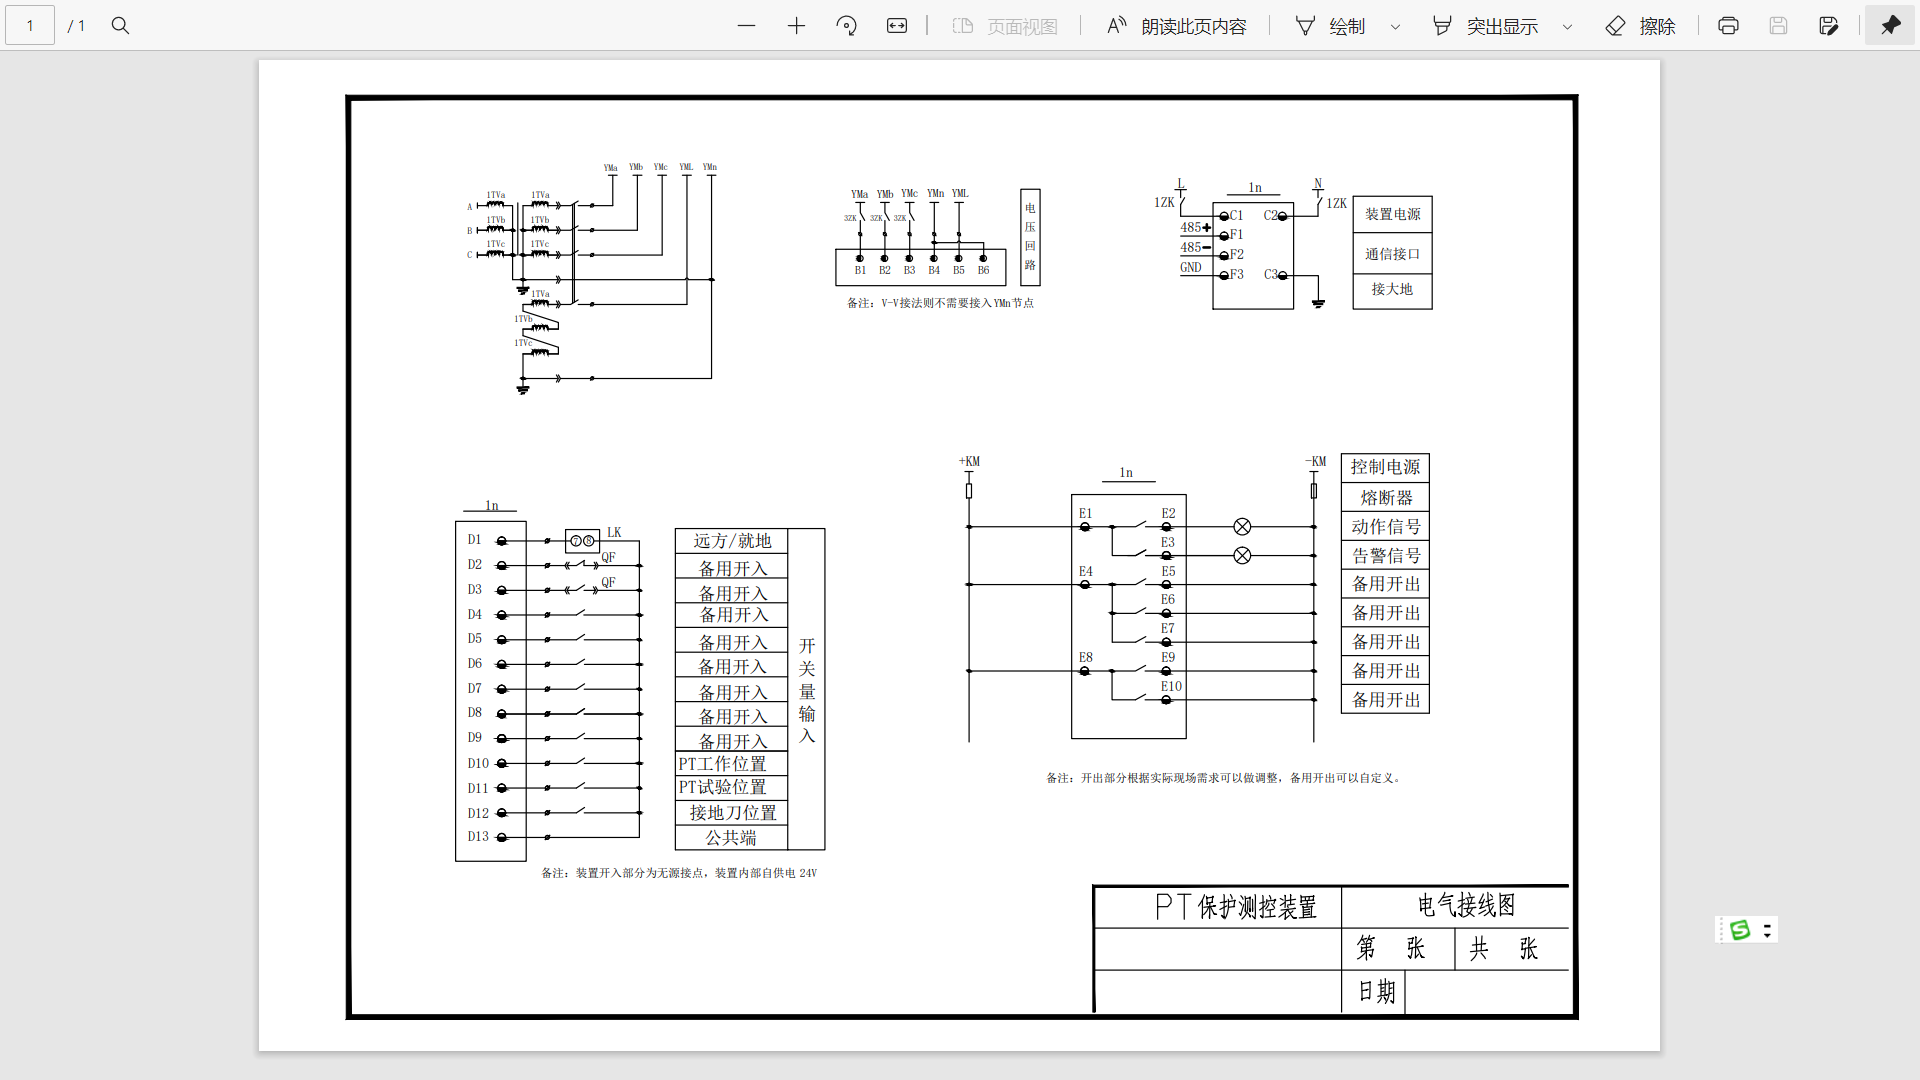 1 / 1 页面视图 朗读此页内容 绘制 突出显示 擦除
YMa YMb YMc YML YMn
A 1TVa 1TVa
B 1TVb 1TVb
C 1TVc 1TVc
1TVa
1TVb
1TVc
YMa YMb YMc YMn YML
3ZK 3ZK 3ZK
B1 B2 B3 B4 B5 B6
电压回路
备注：V-V接法则不需要接入YMn节点
L 1n N
1ZK 1ZK
C1 C2
485+ F1
485- F2
GND F3 C3
装置电源
通信接口
接大地
1n
D1 7 8 LK 远方/就地
D2 QF 备用开入
D3 QF 备用开入
D4 备用开入
D5 备用开入
D6 备用开入
D7 备用开入
D8 备用开入
D9 备用开入
D10 PT工作位置
D11 PT试验位置
D12 接地刀位置
D13 公共端
开关量输入
备注：装置开入部分为无源接点，装置内部自供电 24V
+KM 1n -KM 控制电源
熔断器
E1 E2 动作信号
E3 告警信号
E4 E5 备用开出
E6 备用开出
E7 备用开出
E8 E9 备用开出
E10 备用开出
备注：开出部分根据实际现场需求可以做调整，备用开出可以自定义。
PT保护测控装置 电气接线图
第 张 共 张
日期